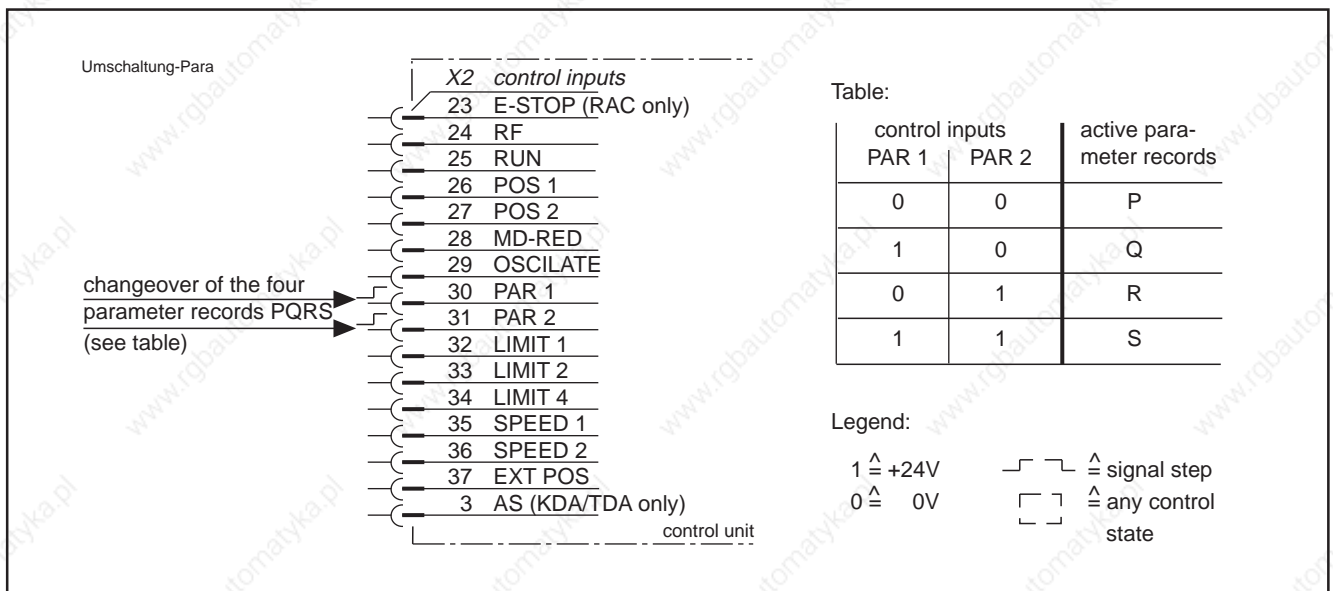 Umschaltung-Para
X2 control inputs
23 E-STOP (RAC only)
24 RF
25 RUN
26 POS 1
27 POS 2
28 MD-RED
29 OSCILATE
30 PAR 1
31 PAR 2
32 LIMIT 1
33 LIMIT 2
34 LIMIT 4
35 SPEED 1
36 SPEED 2
37 EXT POS
3 AS (KDA/TDA only)
control unit
changeover of the four
parameter records PQRS
(see table)
Table:
control inputs active para-
PAR 1 PAR 2 meter records
0 0 P
1 0 Q
0 1 R
1 1 S
Legend:
1 ≙ +24V ≙ signal step
0 ≙ 0V ≙ any control
state
www.rgbautomatyka.pl